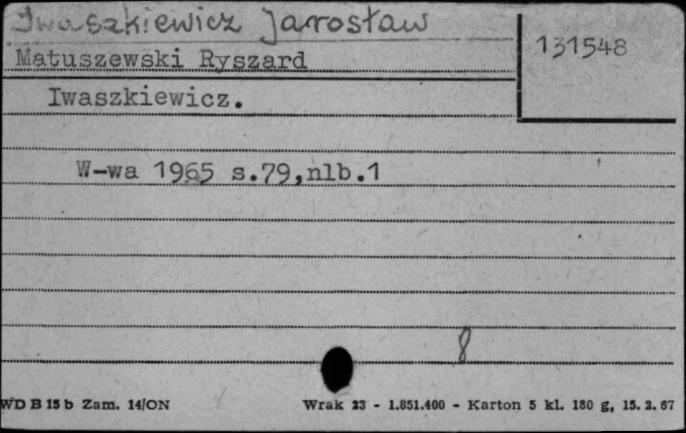 Iwaszkiewicz Jarosław
131548
Matuszewski Ryszard
Iwaszkiewicz.
W-wa 1965 s.79,nlb.1
8
WD B 15 b Zam. 14/ON Wrak 23 - 1.851.400 - Karton 5 kl. 180 g, 15. 2. 67